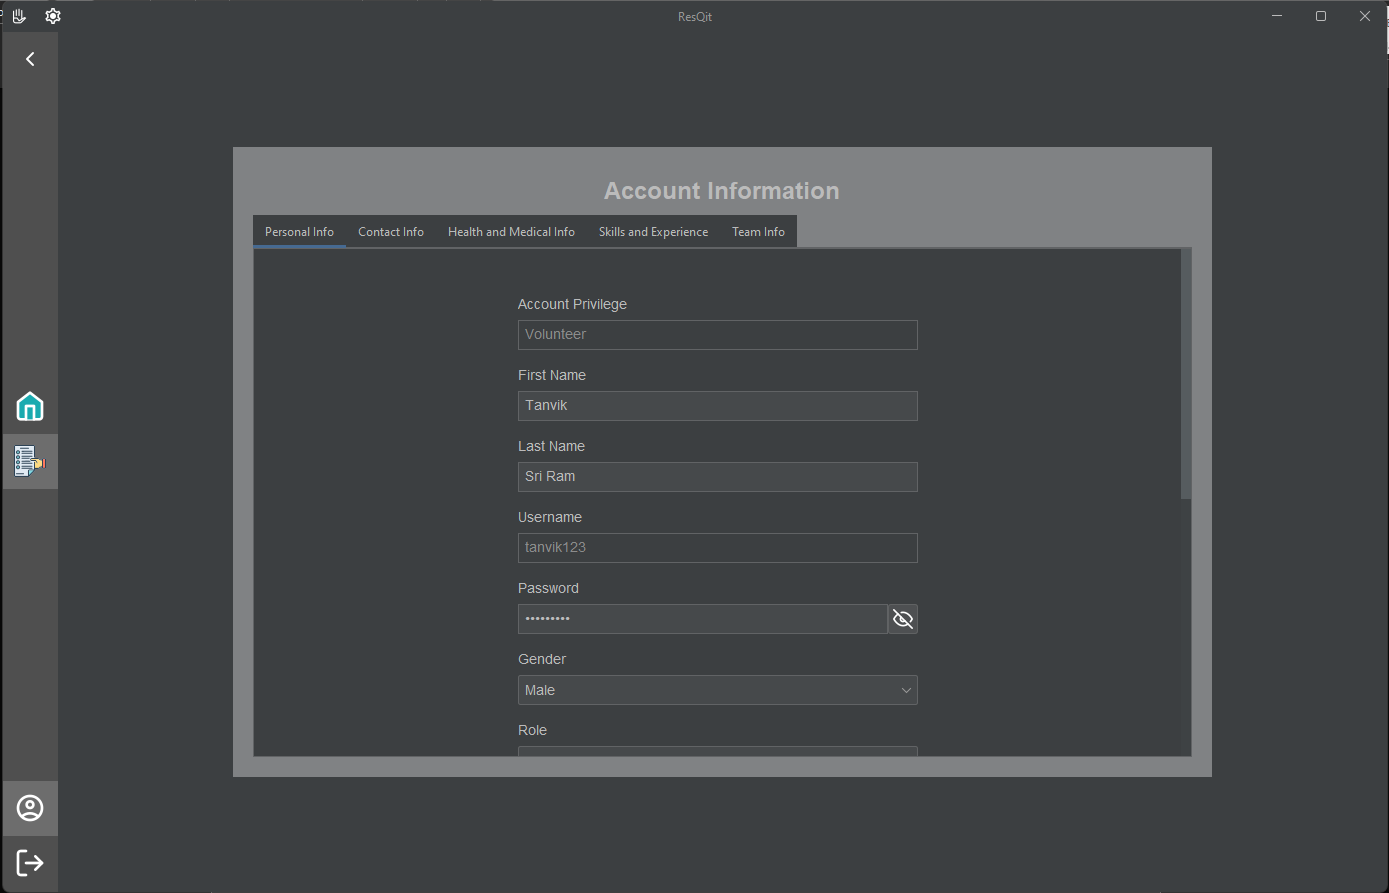 ResQit
Account Information
Personal Info Contact Info Health and Medical Info Skills and Experience Team Info
Account Privilege
Volunteer
First Name
Tanvik
Last Name
Sri Ram
Username
tanvik123
Password
•••••••••
Gender
Male
Role